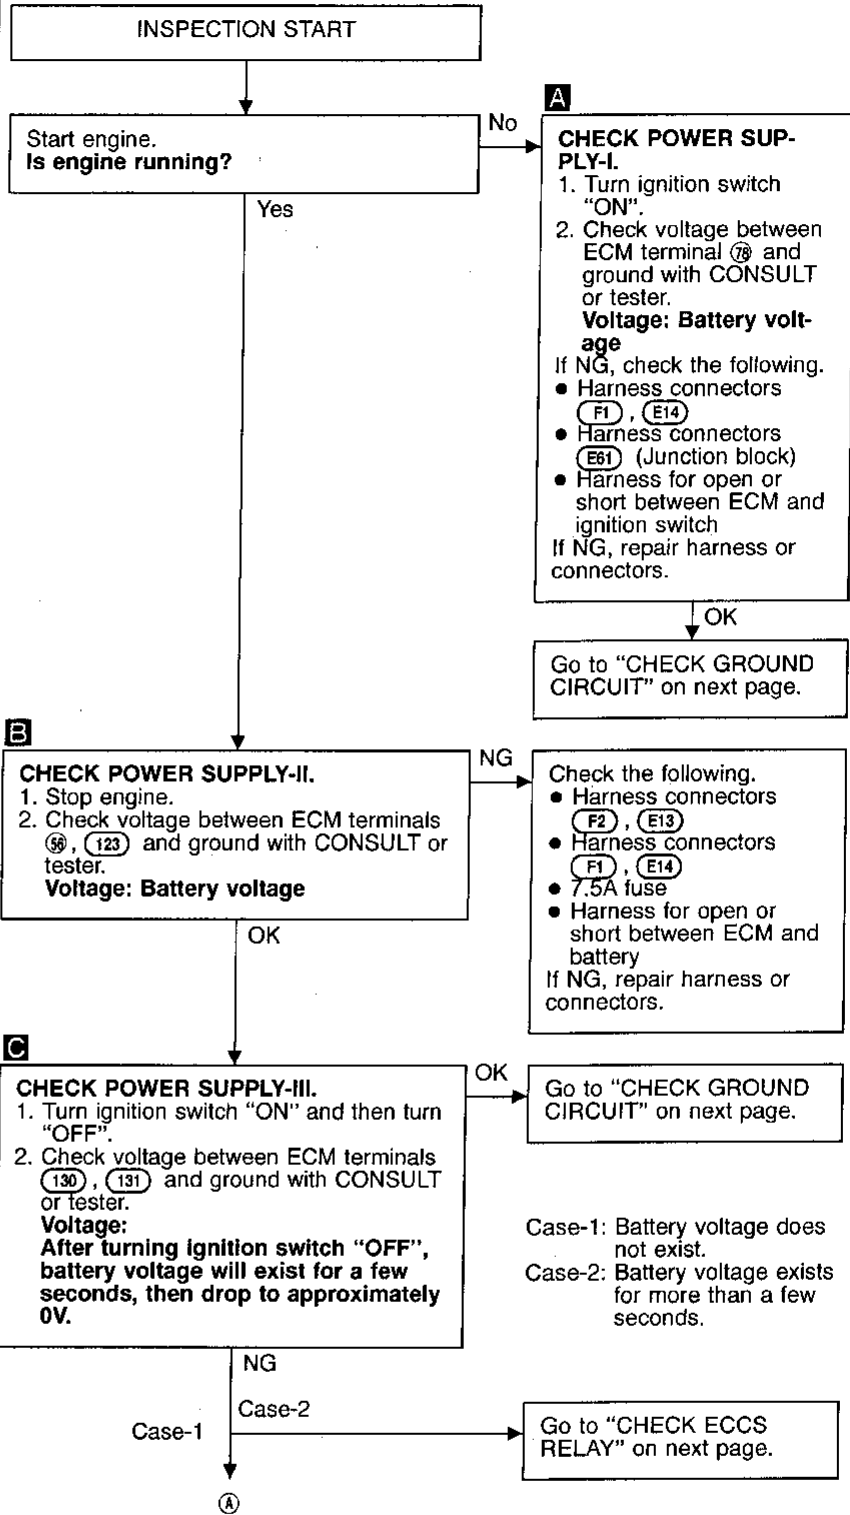 INSPECTION START
Start engine.
Is engine running?
No
Yes
A
CHECK POWER SUP-
PLY-I.
1. Turn ignition switch
“ON”.
2. Check voltage between
ECM terminal 78 and
ground with CONSULT
or tester.
Voltage: Battery volt-
age
If NG, check the following.
● Harness connectors
F1 , E14
● Harness connectors
E61 (Junction block)
● Harness for open or
short between ECM and
ignition switch
If NG, repair harness or
connectors.
OK
Go to “CHECK GROUND
CIRCUIT” on next page.
B
CHECK POWER SUPPLY-II.
1. Stop engine.
2. Check voltage between ECM terminals
56 , 123 and ground with CONSULT or
tester.
Voltage: Battery voltage
NG
Check the following.
● Harness connectors
F2 , E13
● Harness connectors
F1 , E14
● 7.5A fuse
● Harness for open or
short between ECM and
battery
If NG, repair harness or
connectors.
OK
C
CHECK POWER SUPPLY-III.
1. Turn ignition switch “ON” and then turn
“OFF”.
2. Check voltage between ECM terminals
130 , 131 and ground with CONSULT
or tester.
Voltage:
After turning ignition switch “OFF”,
battery voltage will exist for a few
seconds, then drop to approximately
0V.
OK
Go to “CHECK GROUND
CIRCUIT” on next page.
Case-1: Battery voltage does
not exist.
Case-2: Battery voltage exists
for more than a few
seconds.
NG
Case-2
Case-1
Go to “CHECK ECCS
RELAY” on next page.
Ⓐ